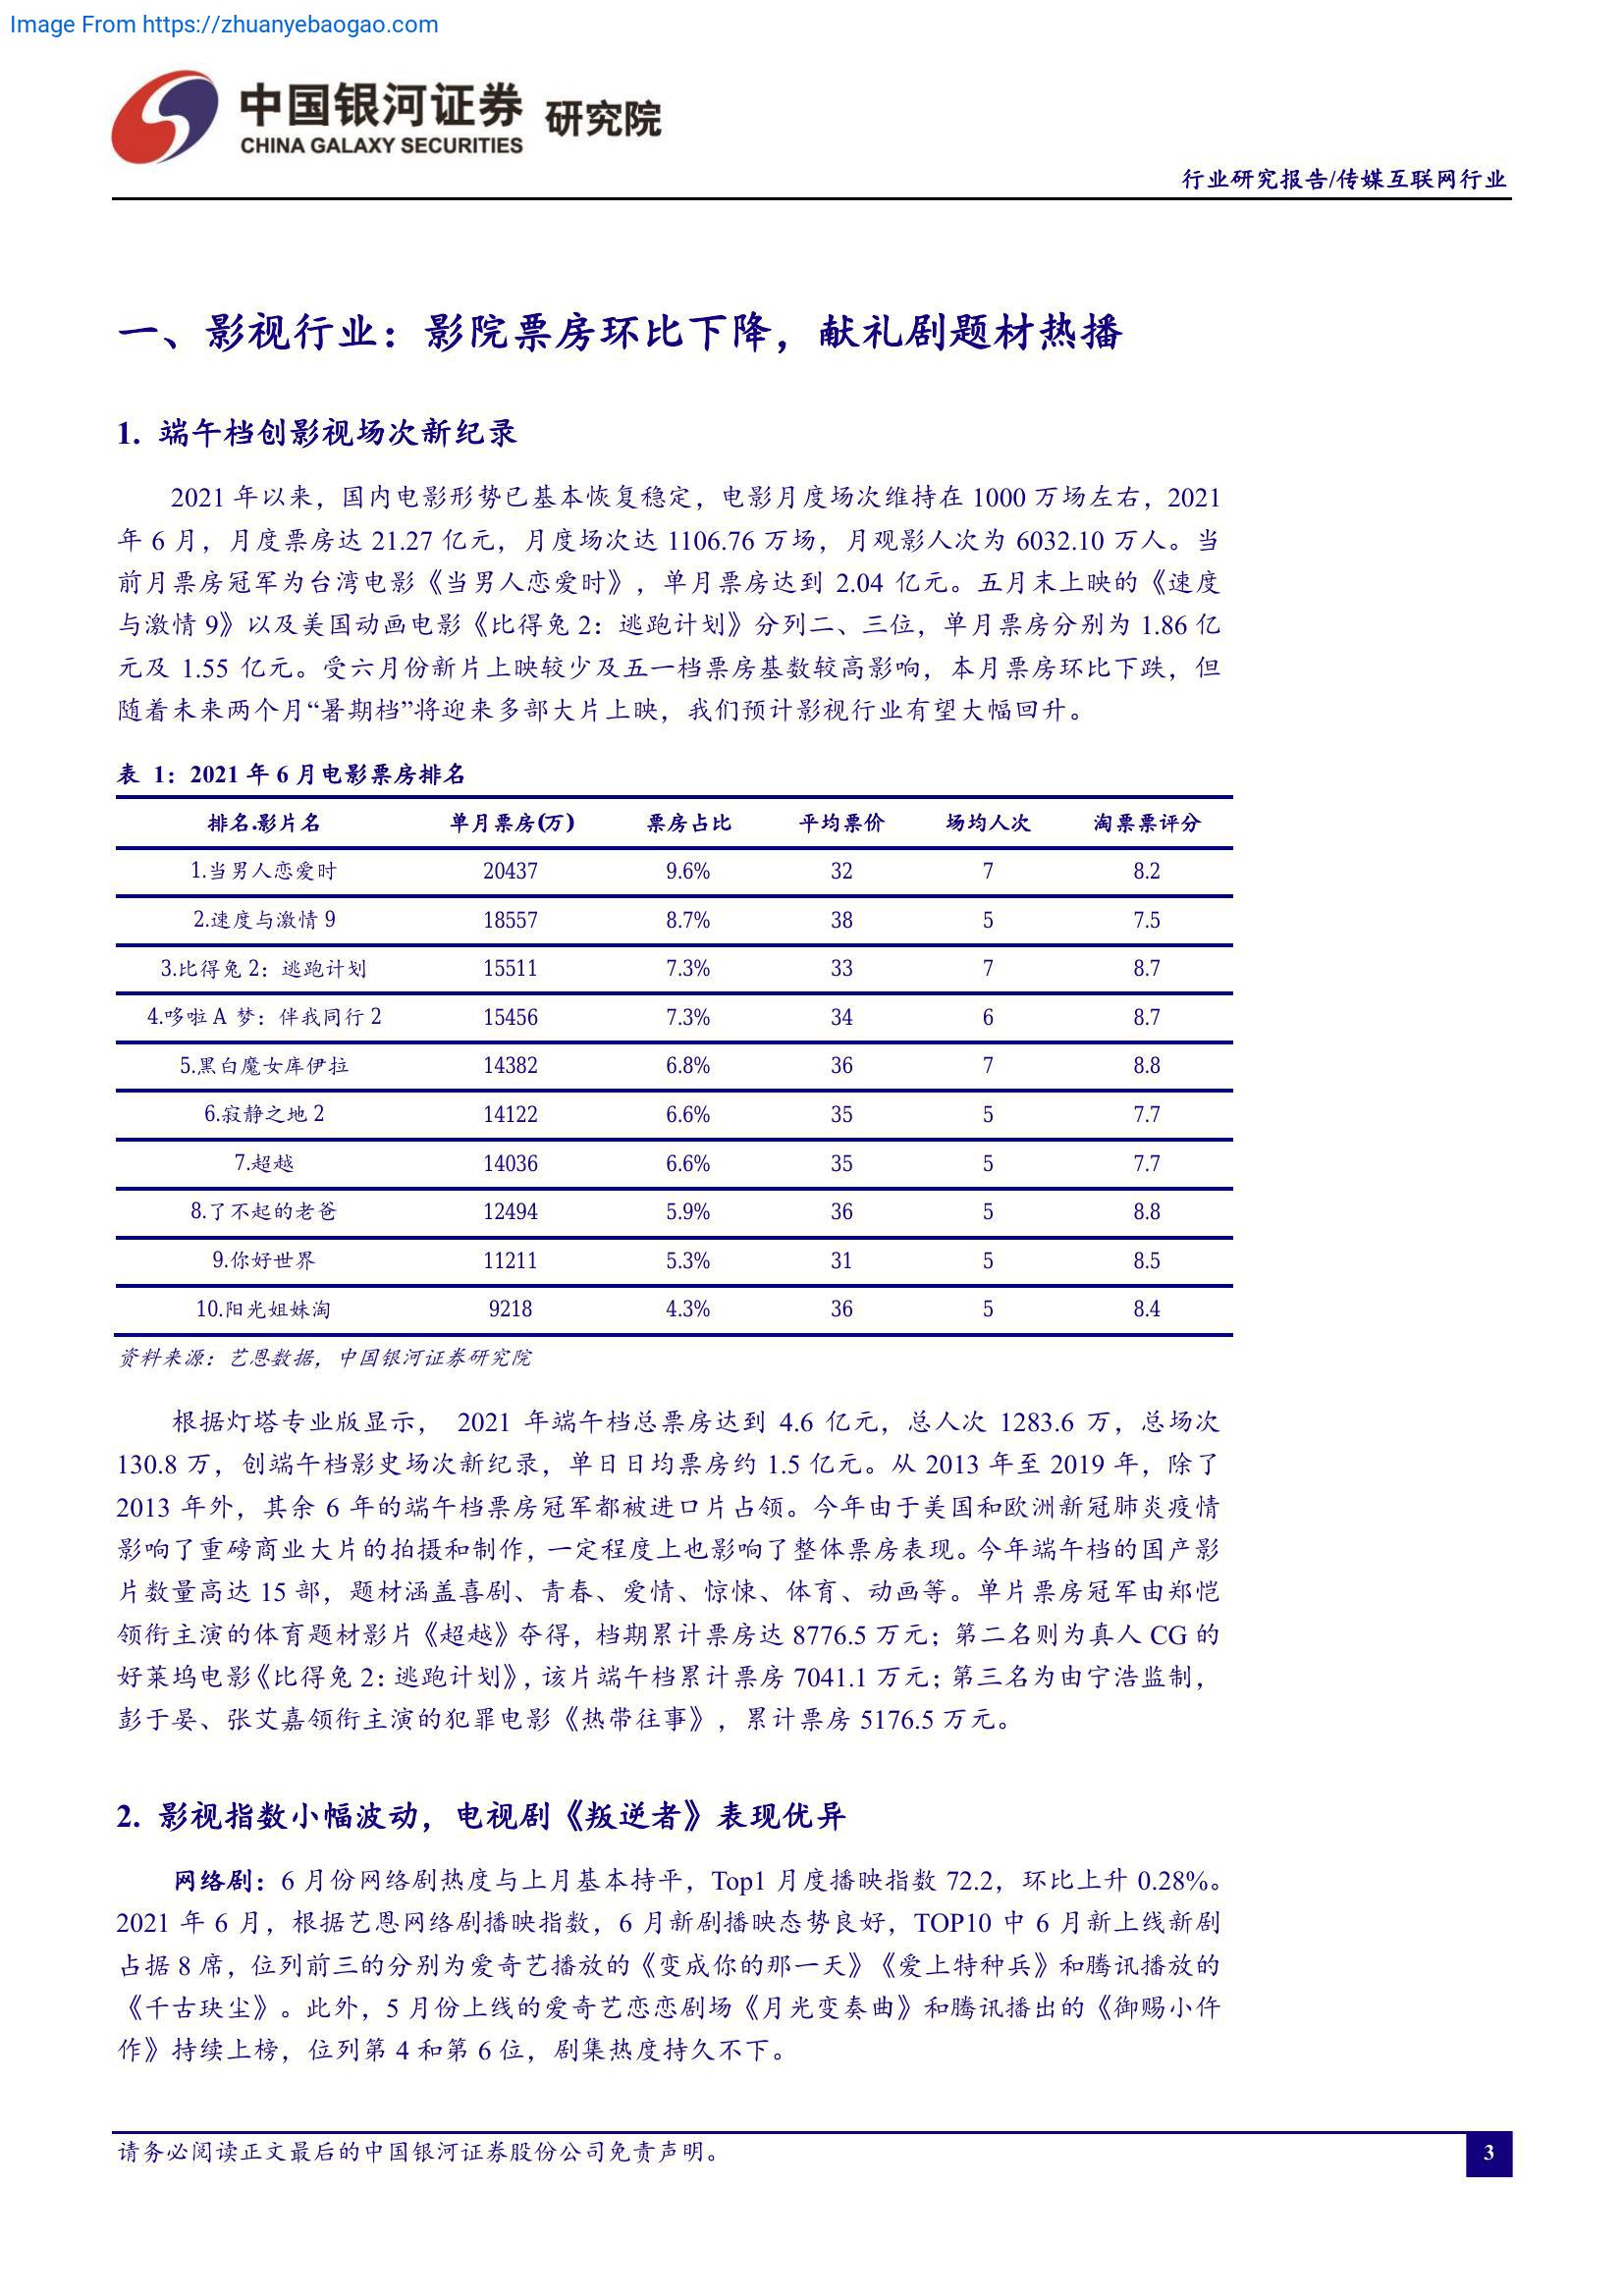 Image From https://zhuanyebaogao.com
中国银河证券 研究院
CHINA GALAXY SECURITIES
行业研究报告/传媒互联网行业
一、影视行业：影院票房环比下降，献礼剧题材热播
1. 端午档创影视场次新纪录
2021 年以来，国内电影形势已基本恢复稳定，电影月度场次维持在 1000 万场左右，2021
年 6 月，月度票房达 21.27 亿元，月度场次达 1106.76 万场，月观影人次为 6032.10 万人。当
前月票房冠军为台湾电影《当男人恋爱时》，单月票房达到 2.04 亿元。五月末上映的《速度
与激情 9》以及美国动画电影《比得兔 2：逃跑计划》分列二、三位，单月票房分别为 1.86 亿
元及 1.55 亿元。受六月份新片上映较少及五一档票房基数较高影响，本月票房环比下跌，但
随着未来两个月“暑期档”将迎来多部大片上映，我们预计影视行业有望大幅回升。
表 1：2021 年 6 月电影票房排名
排名.影片名 单月票房(万) 票房占比 平均票价 场均人次 淘票票评分
1.当男人恋爱时 20437 9.6% 32 7 8.2
2.速度与激情 9 18557 8.7% 38 5 7.5
3.比得兔 2：逃跑计划 15511 7.3% 33 7 8.7
4.哆啦 A 梦：伴我同行 2 15456 7.3% 34 6 8.7
5.黑白魔女库伊拉 14382 6.8% 36 7 8.8
6.寂静之地 2 14122 6.6% 35 5 7.7
7.超越 14036 6.6% 35 5 7.7
8.了不起的老爸 12494 5.9% 36 5 8.8
9.你好世界 11211 5.3% 31 5 8.5
10.阳光姐妹淘 9218 4.3% 36 5 8.4
资料来源：艺恩数据，中国银河证券研究院
根据灯塔专业版显示， 2021 年端午档总票房达到 4.6 亿元，总人次 1283.6 万，总场次
130.8 万，创端午档影史场次新纪录，单日日均票房约 1.5 亿元。从 2013 年至 2019 年，除了
2013 年外，其余 6 年的端午档票房冠军都被进口片占领。今年由于美国和欧洲新冠肺炎疫情
影响了重磅商业大片的拍摄和制作，一定程度上也影响了整体票房表现。今年端午档的国产影
片数量高达 15 部，题材涵盖喜剧、青春、爱情、惊悚、体育、动画等。单片票房冠军由郑恺
领衔主演的体育题材影片《超越》夺得，档期累计票房达 8776.5 万元；第二名则为真人 CG 的
好莱坞电影《比得兔 2：逃跑计划》，该片端午档累计票房 7041.1 万元；第三名为由宁浩监制，
彭于晏、张艾嘉领衔主演的犯罪电影《热带往事》，累计票房 5176.5 万元。
2. 影视指数小幅波动，电视剧《叛逆者》表现优异
网络剧：6 月份网络剧热度与上月基本持平，Top1 月度播映指数 72.2，环比上升 0.28%。
2021 年 6 月，根据艺恩网络剧播映指数，6 月新剧播映态势良好，TOP10 中 6 月新上线新剧
占据 8 席，位列前三的分别为爱奇艺播放的《变成你的那一天》《爱上特种兵》和腾讯播放的
《千古玦尘》。此外，5 月份上线的爱奇艺恋恋剧场《月光变奏曲》和腾讯播出的《御赐小仵
作》持续上榜，位列第 4 和第 6 位，剧集热度持久不下。
请务必阅读正文最后的中国银河证券股份公司免责声明。
3